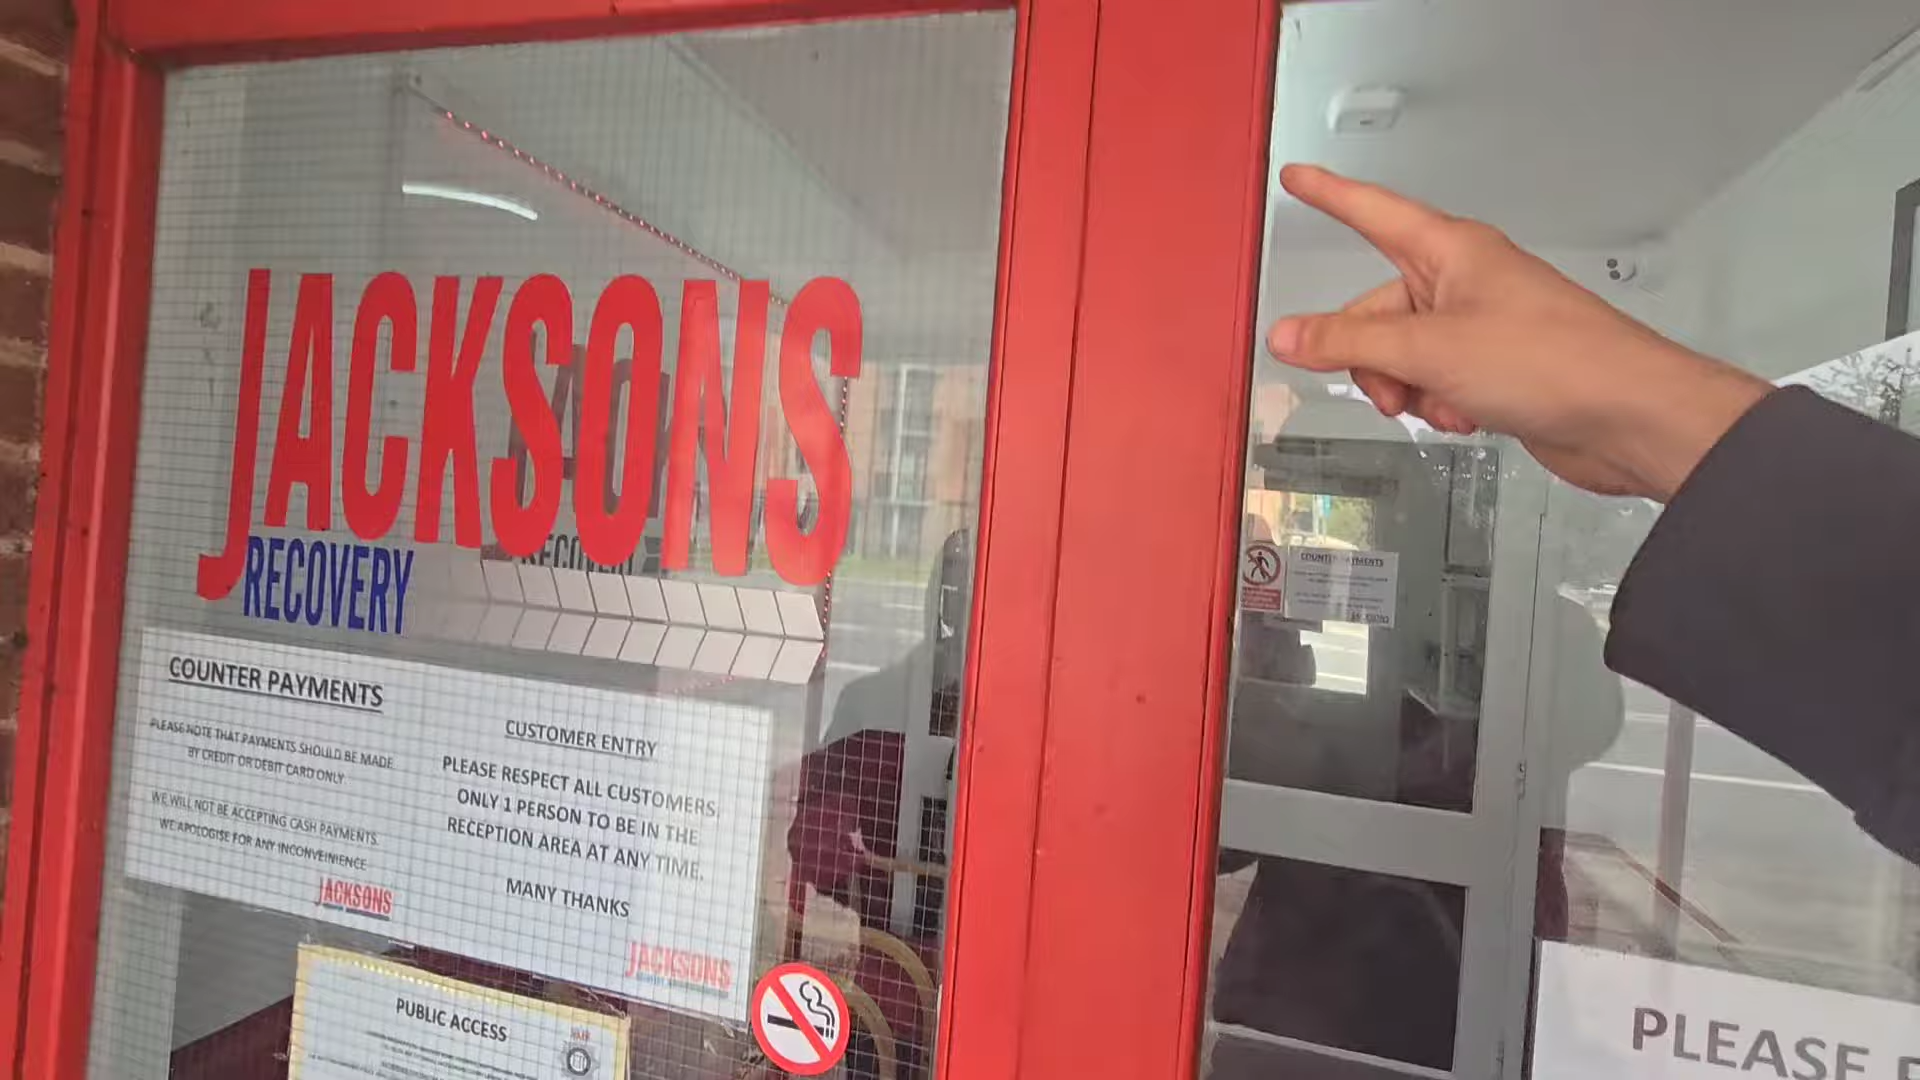 JACKSONS
RECOVERY
COUNTER PAYMENTS
PLEASE NOTE THAT PAYMENTS SHOULD BE MADE
BY CREDIT OR DEBIT CARD ONLY.
WE WILL NOT BE ACCEPTING CASH PAYMENTS.
WE APOLOGISE FOR ANY INCONVEINIENCE
JACKSONS
CUSTOMER ENTRY
PLEASE RESPECT ALL CUSTOMERS.
ONLY 1 PERSON TO BE IN THE
RECEPTION AREA AT ANY TIME.
MANY THANKS
JACKSONS
PUBLIC ACCESS
COUNTER PAYMENTS
PLEASE